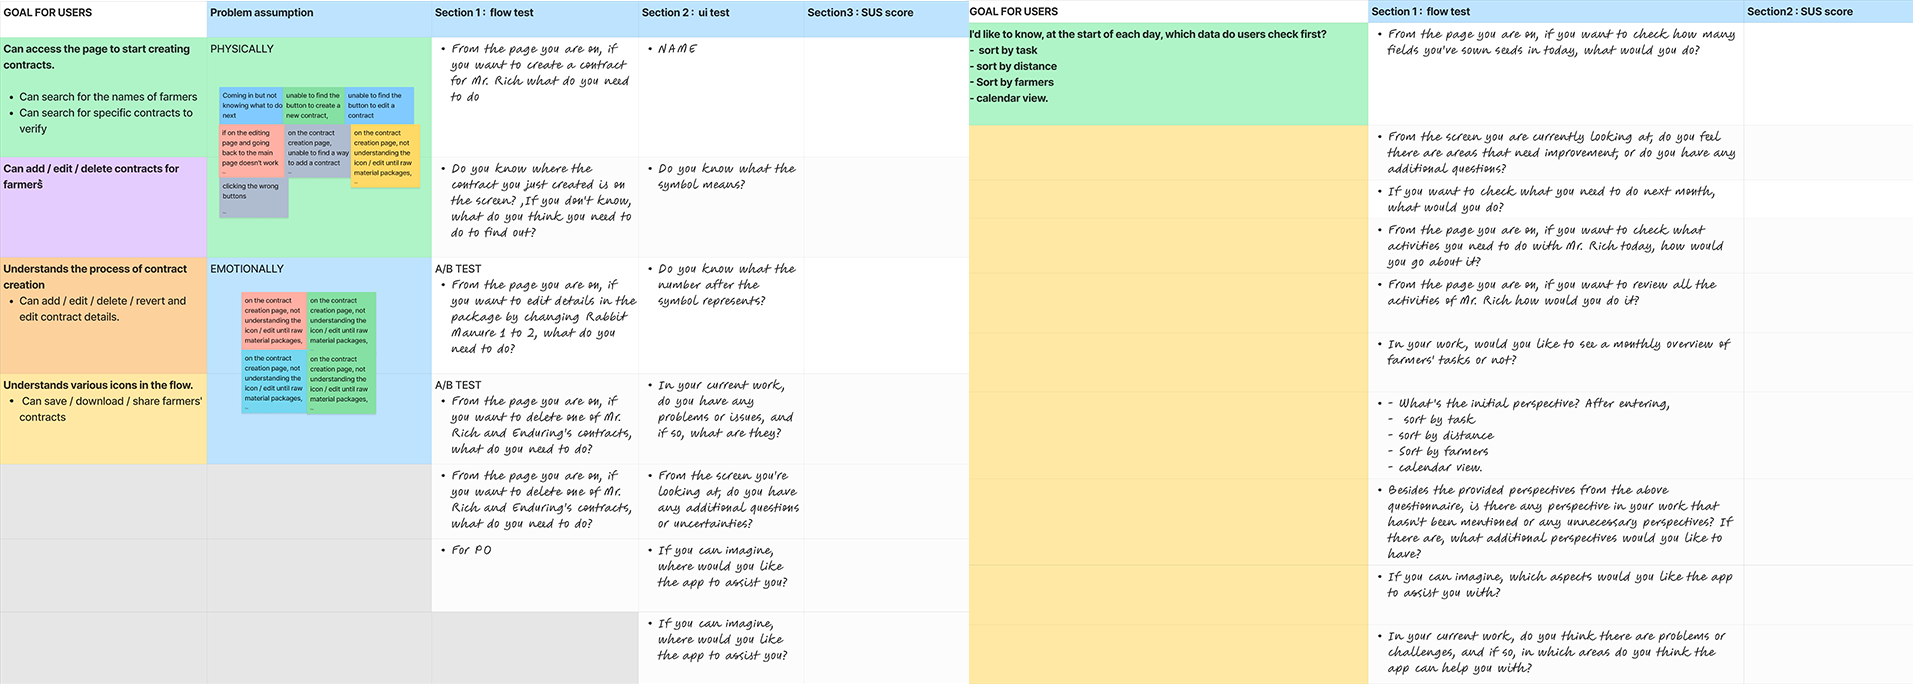 GOAL FOR USERS
Problem assumption
Section 1 : flow test
Section 2 : ui test
Section3 : SUS score
Can access the page to start creating
contracts.
• Can search for the names of farmers
• Can search for specific contracts to
verify
PHYSICALLY
Coming in but not
knowing what to do
next
unable to find the
button to create a
new contract,
unable to find the
button to edit a
contract
if on the editing
page and going
back to the main
page doesn't work
..
on the contract
creation page,
unable to find a way
to add a contract
..
on the contract
creation page, not
understanding the
icon / edit until raw
material packages,
..
clicking the wrong
buttons
..
• From the page you are on, if
you want to create a contract
for Mr. Rich what do you need
to do
• NAME
Can add / edit / delete contracts for
farmers
• Do you know where the
contract you just created is on
the screen? ,If you don't know,
what do you think you need to
do to find out?
• Do you know what the
symbol means?
Understands the process of contract
creation
• Can add / edit / delete / revert and
edit contract details.
EMOTIONALLY
on the contract
creation page, not
understanding the
icon / edit until raw
material packages,
on the contract
creation page, not
understanding the
icon / edit until raw
material packages,
on the contract
creation page, not
understanding the
icon / edit until raw
material packages,
..
on the contract
creation page, not
understanding the
icon / edit until raw
material packages,
..
A/B TEST
• From the page you are on, if
you want to edit details in the
package by changing Rabbit
Manure 1 to 2, what do you
need to do?
• Do you know what the
number after the
symbol represents?
Understands various icons in the flow.
• Can save / download / share farmers'
contracts
A/B TEST
• From the page you are on, if
you want to delete one of Mr.
Rich and Enduring's contracts,
what do you need to do?
• In your current work,
do you have any
problems or issues, and
if so, what are they?
• From the page you are on, if
you want to delete one of Mr.
Rich and Enduring's contracts,
what do you need to do?
• From the screen you're
looking at, do you have
any additional questions
or uncertainties?
• For PO
• If you can imagine,
where would you like
the app to assist you?
• If you can imagine,
where would you like
the app to assist you?
GOAL FOR USERS
Section 1 : flow test
Section2 : SUS score
I'd like to know, at the start of each day, which data do users check first?
- sort by task
- sort by distance
- Sort by farmers
- calendar view.
• From the page you are on, if you want to check how many
fields you've sown seeds in today, what would you do?
• From the screen you are currently looking at, do you feel
there are areas that need improvement, or do you have any
additional questions?
• If you want to check what you need to do next month,
what would you do?
• From the page you are on, if you want to check what
activities you need to do with Mr. Rich today, how would
you go about it?
• From the page you are on, if you want to review all the
activities of Mr. Rich how would you do it?
• In your work, would you like to see a monthly overview of
farmers' tasks or not?
• - What's the initial perspective? After entering,
- sort by task
- sort by distance
- Sort by farmers
- calendar view.
• Besides the provided perspectives from the above
questionnaire, is there any perspective in your work that
hasn't been mentioned or any unnecessary perspectives? If
there are, what additional perspectives would you like to
have?
• If you can imagine, which aspects would you like the app
to assist you with?
• In your current work, do you think there are problems or
challenges, and if so, in which areas do you think the
app can help you with?